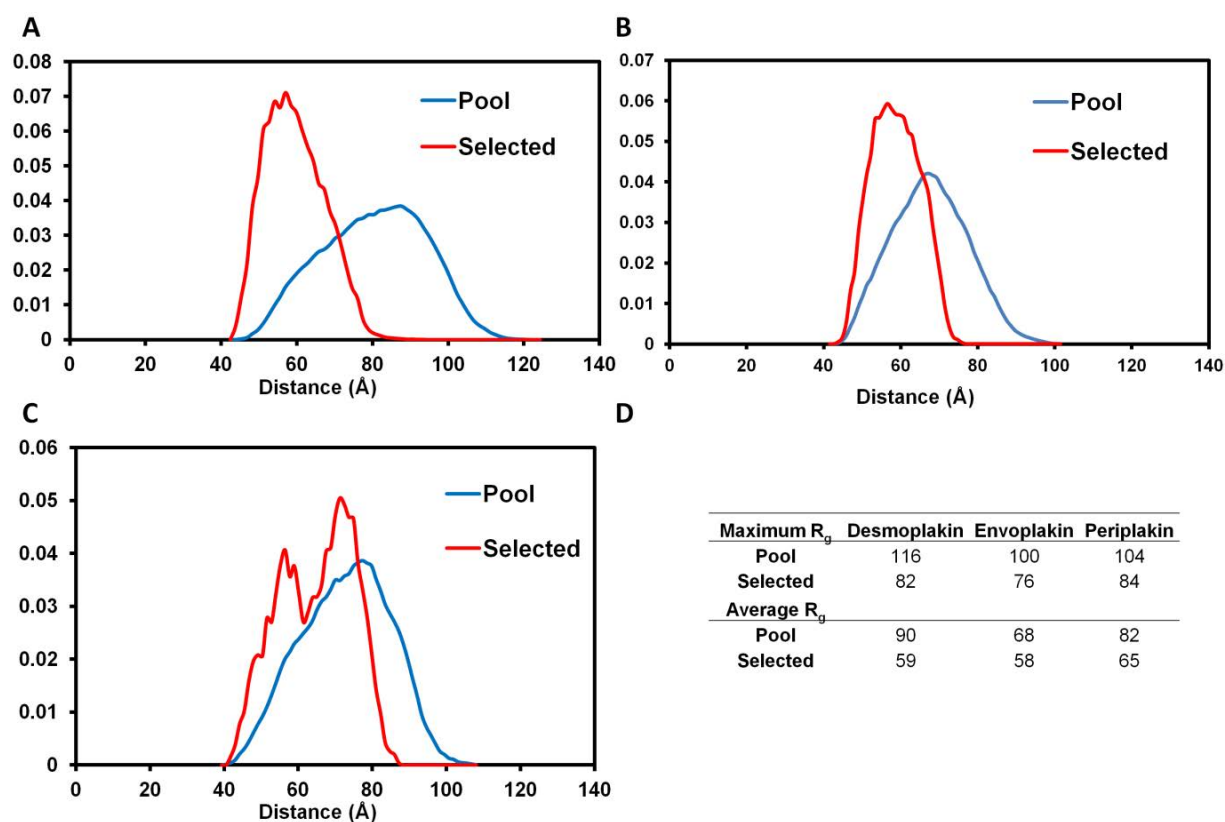 A
0.08
0.07
0.06
0.05
0.04
0.03
0.02
0.01
0
Pool
Selected
0 20 40 60 80 100 120 140
Distance (Å)
B
0.07
0.06
0.05
0.04
0.03
0.02
0.01
0
Pool
Selected
0 20 40 60 80 100 120 140
Distance (Å)
C
0.06
0.05
0.04
0.03
0.02
0.01
0
Pool
Selected
0 20 40 60 80 100 120 140
Distance (Å)
D
Maximum Rg Desmoplakin Envoplakin Periplakin
Pool 116 100 104
Selected 82 76 84
Average Rg
Pool 90 68 82
Selected 59 58 65